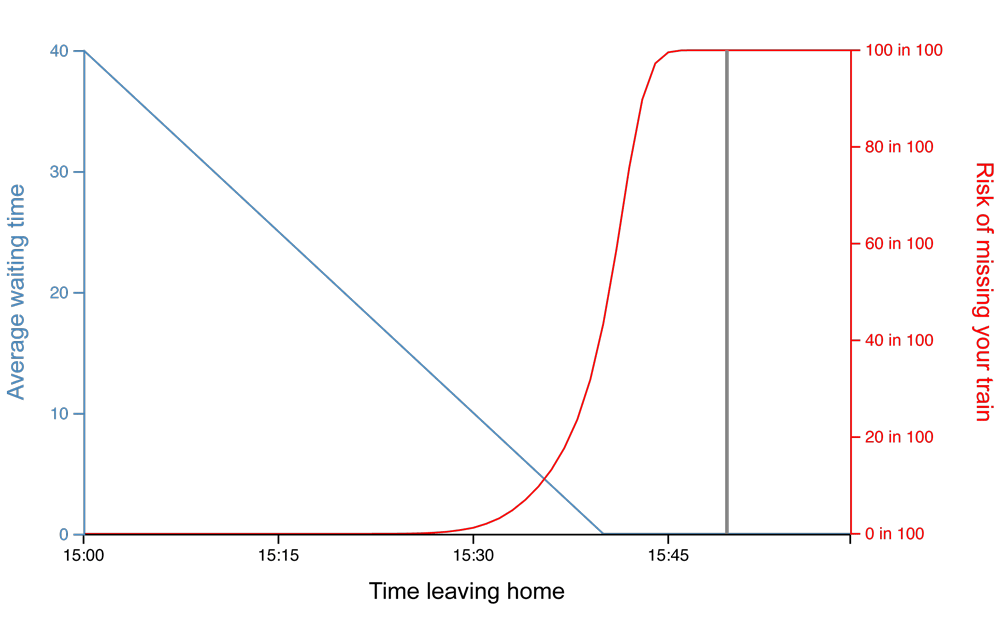 Average waiting time
40
30
20
10
0
15:00
15:15
15:30
15:45
Time leaving home
100 in 100
80 in 100
60 in 100
40 in 100
20 in 100
0 in 100
Risk of missing your train